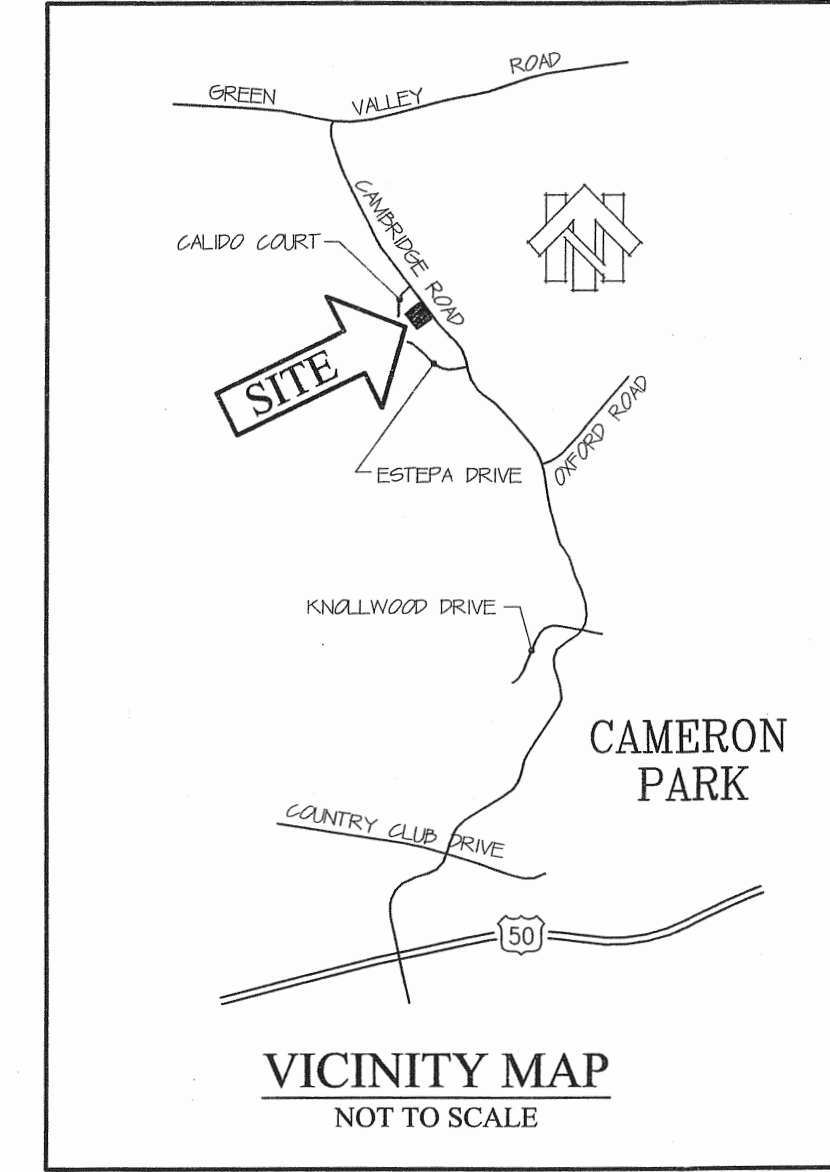 GREEN VALLEY ROAD
CAMBRIDGE ROAD
CALIDO COURT
N
SITE
ESTEPA DRIVE
OXFORD ROAD
KNOLLWOOD DRIVE
CAMERON
PARK
COUNTRY CLUB DRIVE
50
VICINITY MAP
NOT TO SCALE